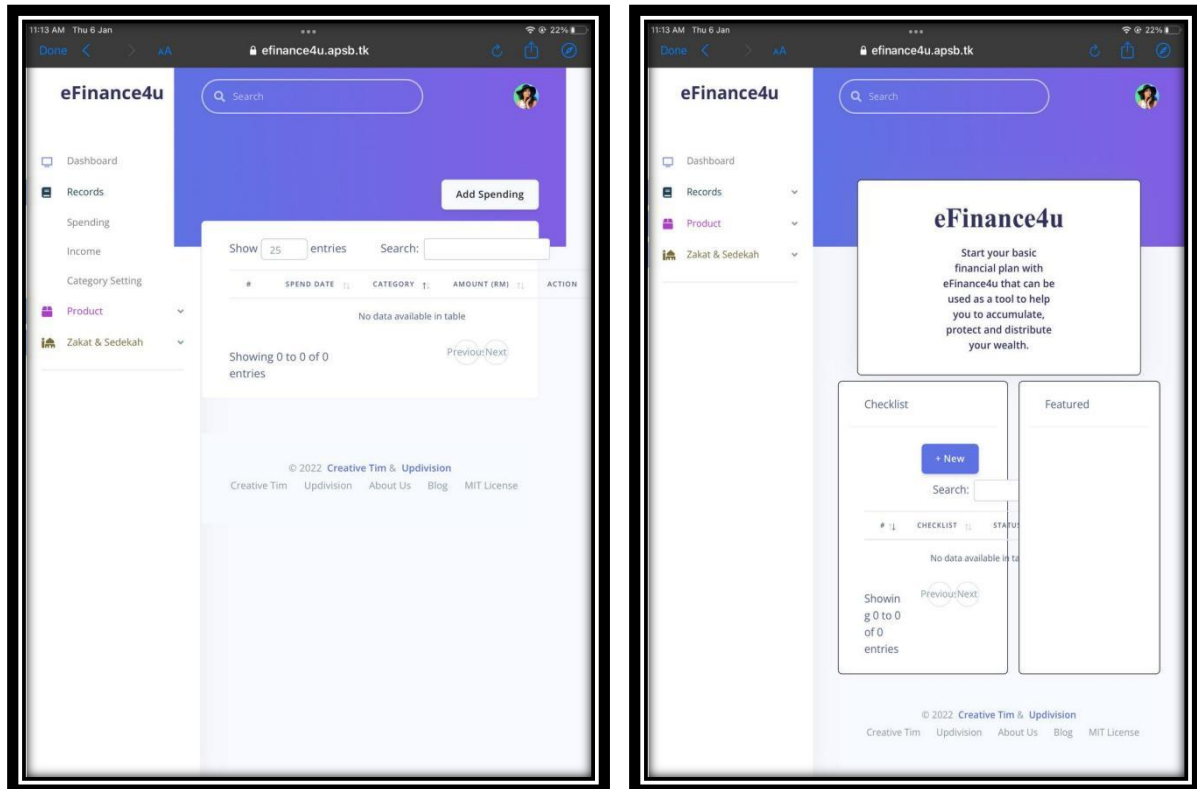 11:13 AM Thu 6 Jan
22%
Done
AA
efinance4u.apsb.tk
eFinance4u
Search
Dashboard
Records
Spending
Income
Category Setting
Product
Zakat & Sedekah
Add Spending
Show 25 entries Search:
# SPEND DATE CATEGORY AMOUNT (RM) ACTION
No data available in table
Showing 0 to 0 of 0
entries
Previous Next
© 2022 Creative Tim & Updivision
Creative Tim Updivision About Us Blog MIT License
11:13 AM Thu 6 Jan
22%
Done
AA
efinance4u.apsb.tk
eFinance4u
Search
Dashboard
Records
Product
Zakat & Sedekah
eFinance4u
Start your basic
financial plan with
eFinance4u that can be
used as a tool to help
you to accumulate,
protect and distribute
your wealth.
Checklist
+ New
Search:
# CHECKLIST STATUS
No data available in ta
Showin
g 0 to 0
of 0
entries
Previous Next
Featured
© 2022 Creative Tim & Updivision
Creative Tim Updivision About Us Blog MIT License